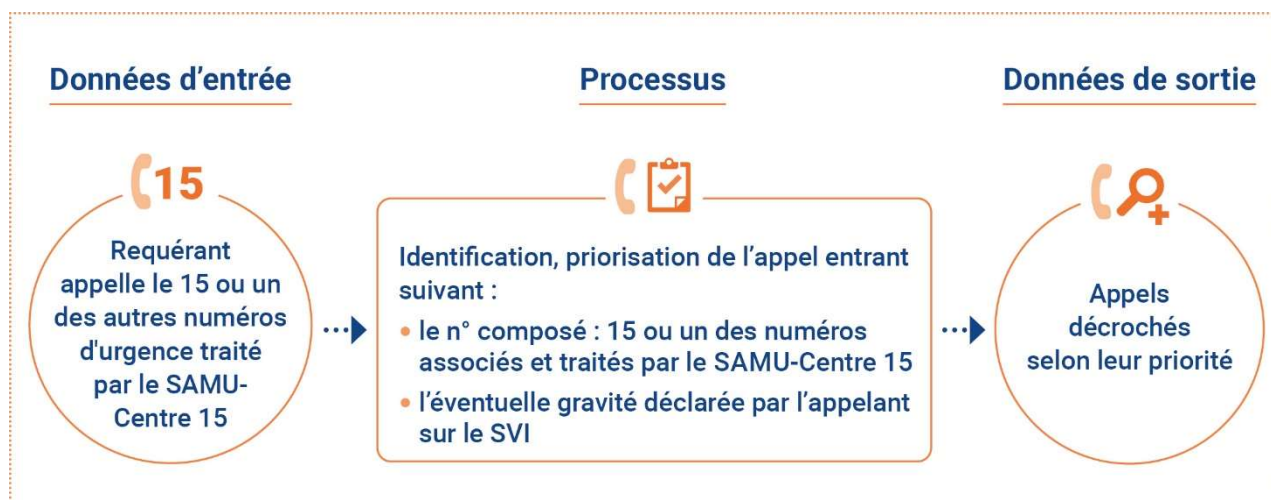 Données d'entrée
Processus
Données de sortie
15
Requérant
appelle le 15 ou un
des autres numéros
d'urgence traité
par le SAMU-
Centre 15
Identification, priorisation de l'appel entrant
suivant :
• le n° composé : 15 ou un des numéros
associés et traités par le SAMU-Centre 15
• l'éventuelle gravité déclarée par l'appelant
sur le SVI
Appels
décrochés
selon leur priorité